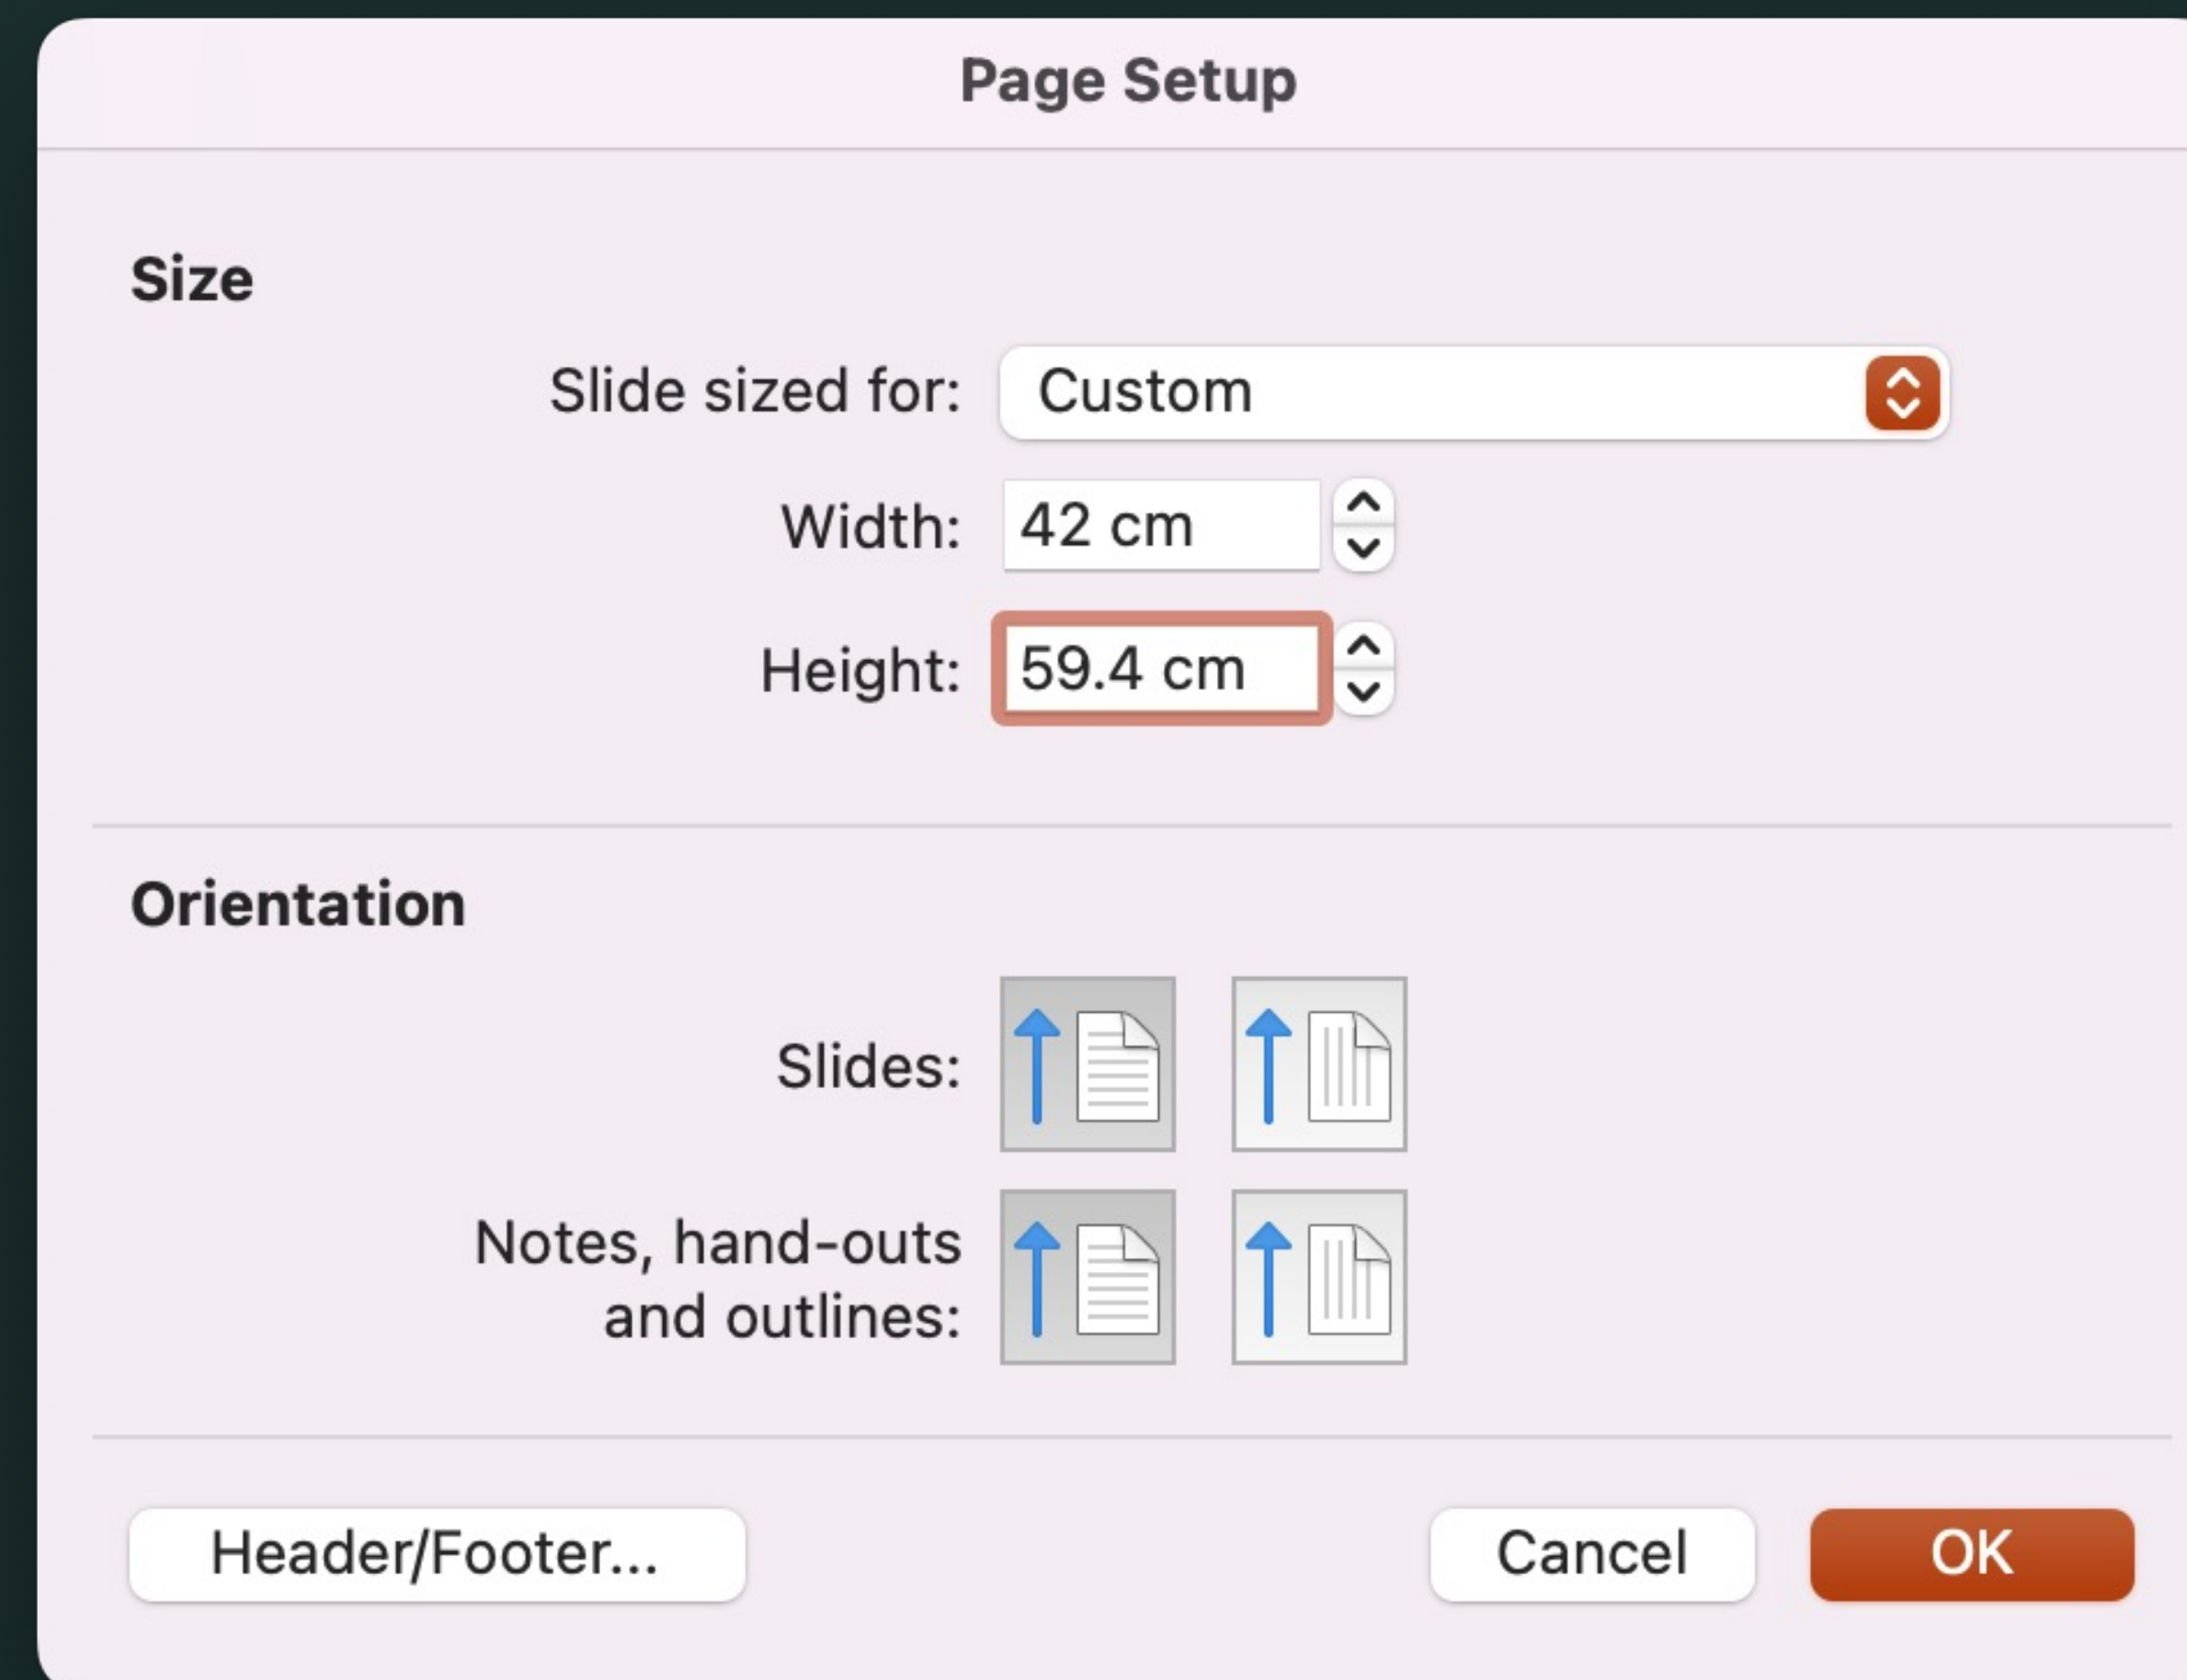 Page Setup
Size
Slide sized for: Custom
Width: 42 cm
Height: 59.4 cm
Orientation
Slides:
Notes, hand-outs
and outlines:
Header/Footer... Cancel OK